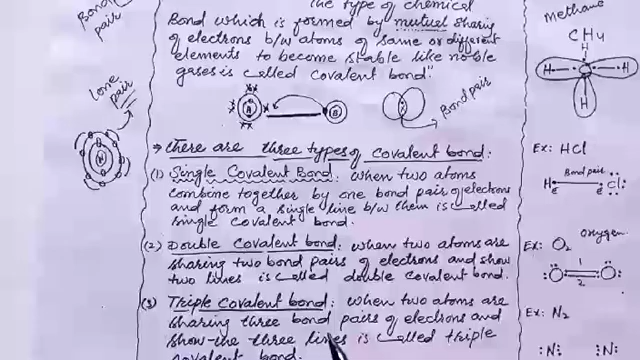 Bond pair
lone pair
The type of chemical
Bond which is formed by mutual sharing
of electrons b/w atoms of same or different
elements to become stable like noble
gases is called covalent bond"
Bond pair
→ There are three types of covalent bond:
(1) Single Covalent Bond: when two atoms
combine together by one bond pair of electrons
and form a single line b/w them is called
single covalent bond.
(2) Double Covalent bond: when two atoms are
sharing two bond pairs of electrons and show
two lines is called double covalent bond.
(3) Triple Covalent bond: when two atoms are
sharing three bond pairs of electrons and
show the three lines is called triple
covalent bond.
Methane
CH4
H
H C H
H
Ex: HCl
Bond pair
H Cl
e e
Ex: O2 oxygen
O 1 2 O
Ex: N2
N N